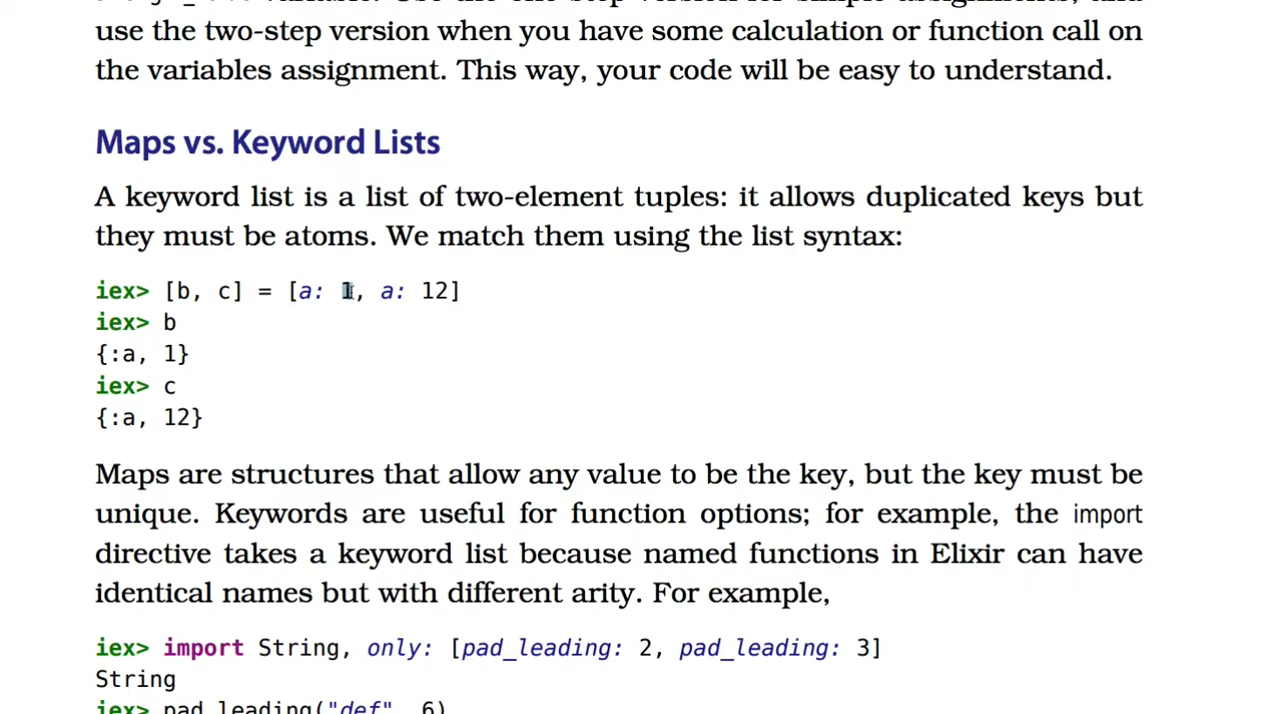 use the two-step version when you have some calculation or function call on
the variables assignment. This way, your code will be easy to understand.
Maps vs. Keyword Lists
A keyword list is a list of two-element tuples: it allows duplicated keys but
they must be atoms. We match them using the list syntax:
iex> [b, c] = [a: 1, a: 12]
iex> b
{:a, 1}
iex> c
{:a, 12}
Maps are structures that allow any value to be the key, but the key must be
unique. Keywords are useful for function options; for example, the import
directive takes a keyword list because named functions in Elixir can have
identical names but with different arity. For example,
iex> import String, only: [pad_leading: 2, pad_leading: 3]
String
iex> pad_leading("def", 6)